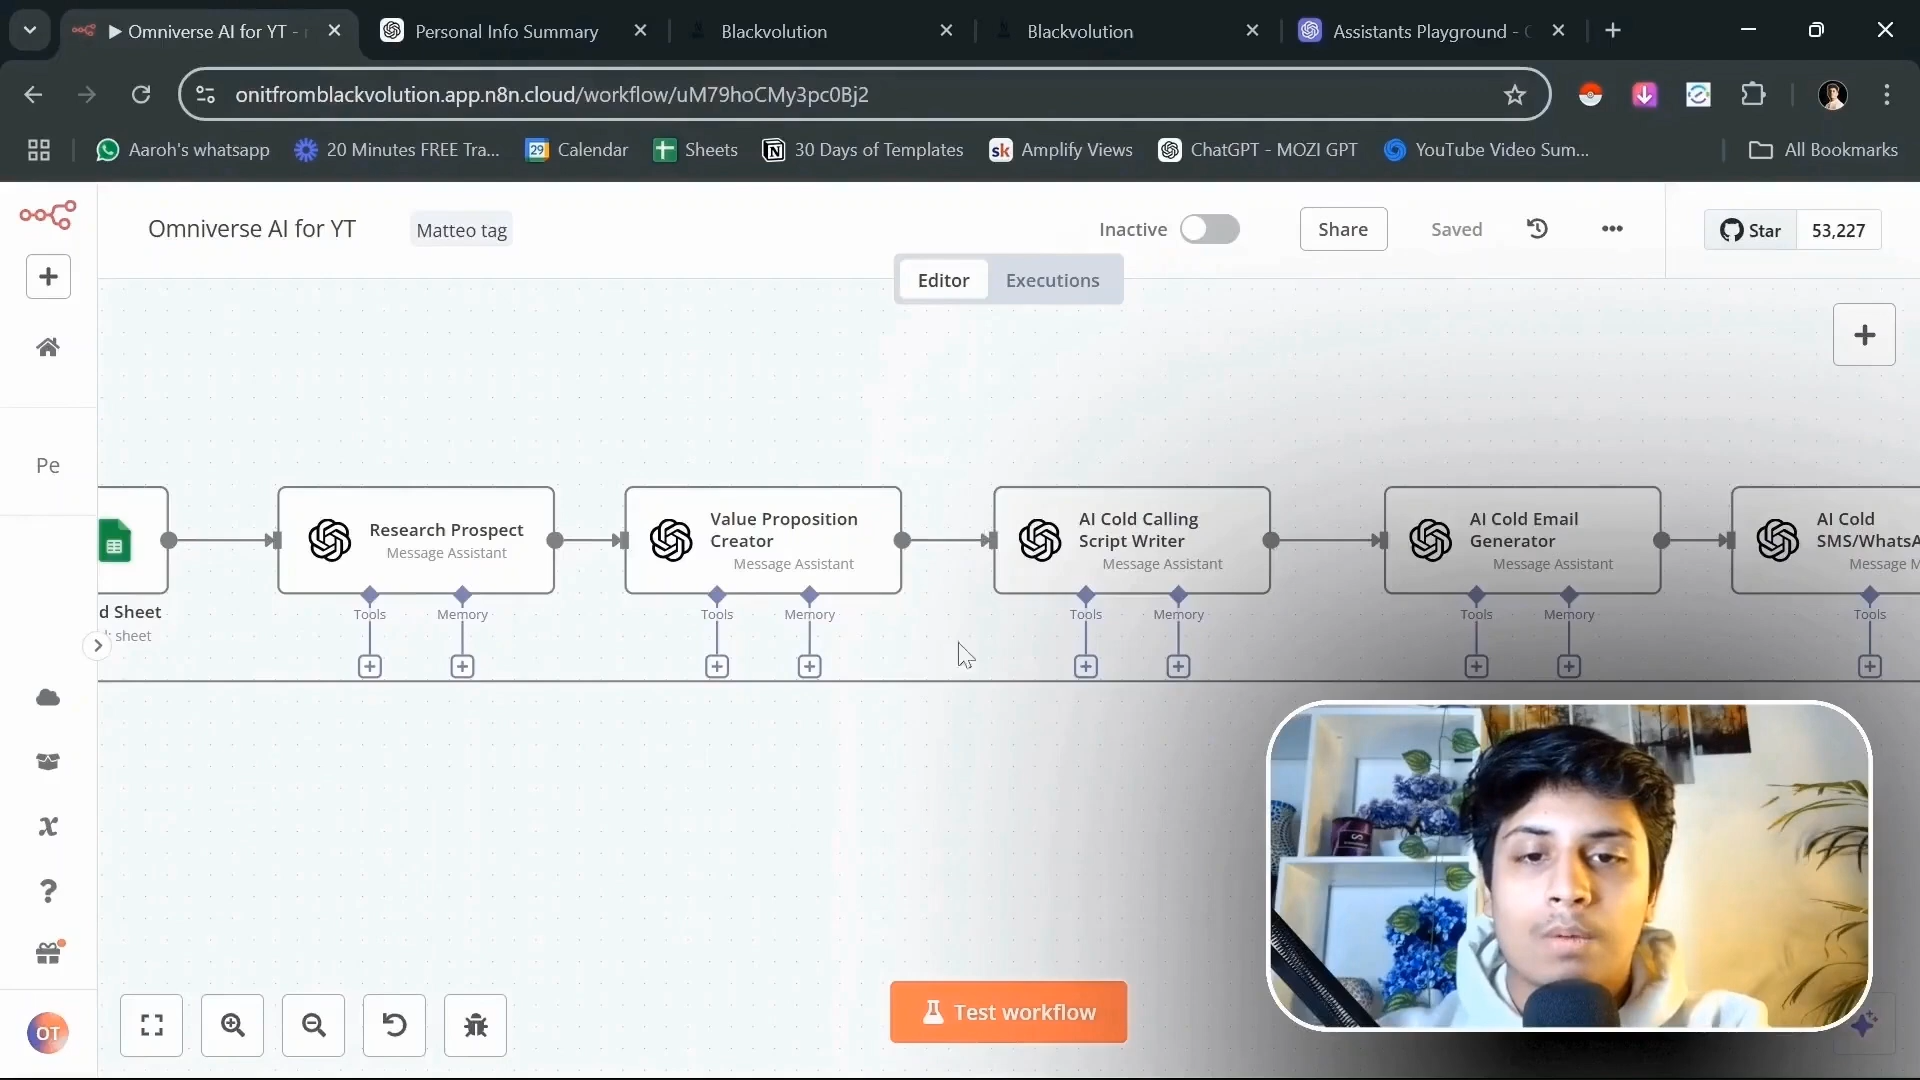 Omniverse AI for YT -
Personal Info Summary
Blackvolution
Blackvolution
Assistants Playground -
onitfromblackvolution.app.n8n.cloud/workflow/uM79hoCMy3pc0Bj2
Aaroh's whatsapp
20 Minutes FREE Tra...
Calendar
Sheets
30 Days of Templates
Amplify Views
ChatGPT - MOZI GPT
YouTube Video Sum...
All Bookmarks
Omniverse AI for YT
Matteo tag
Inactive
Share
Saved
Star
53,227
Editor
Executions
Pe
d Sheet
sheet
Research Prospect
Message Assistant
Tools
Memory
Value Proposition
Creator
Message Assistant
Tools
Memory
AI Cold Calling
Script Writer
Message Assistant
Tools
Memory
AI Cold Email
Generator
Message Assistant
Tools
Memory
AI Cold
SMS/WhatsA
Message M
Tools
Test workflow
OT